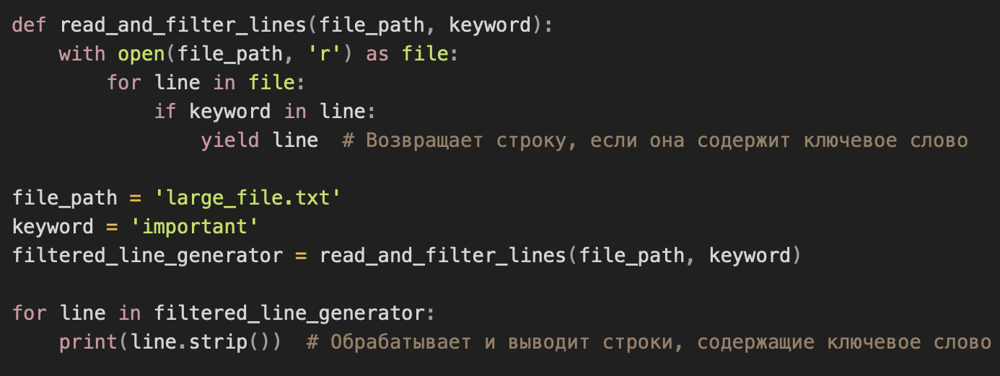 def read_and_filter_lines(file_path, keyword):
    with open(file_path, 'r') as file:
        for line in file:
            if keyword in line:
                yield line  # Возвращает строку, если она содержит ключевое слово

file_path = 'large_file.txt'
keyword = 'important'
filtered_line_generator = read_and_filter_lines(file_path, keyword)

for line in filtered_line_generator:
    print(line.strip())  # Обрабатывает и выводит строки, содержащие ключевое слово